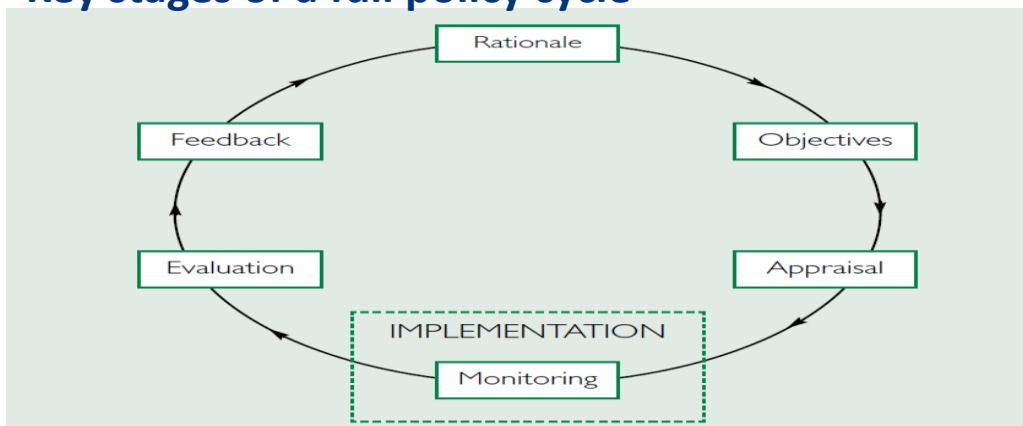 Key stages of a full policy cycle
Rationale
Feedback
Objectives
Evaluation
Appraisal
IMPLEMENTATION
Monitoring